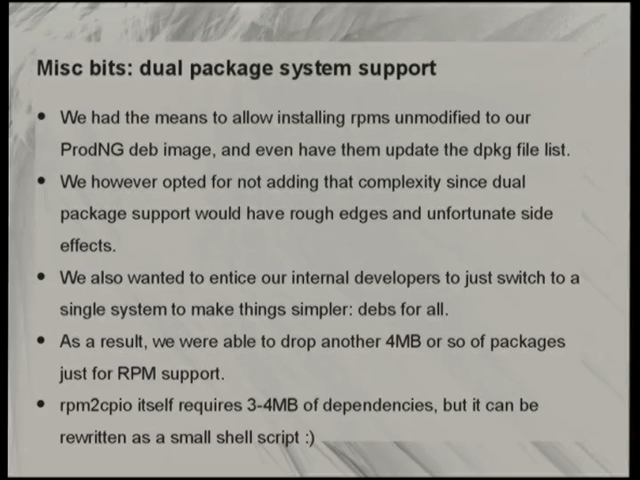 Misc bits: dual package system support
• We had the means to allow installing rpms unmodified to our
ProdNG deb image, and even have them update the dpkg file list.
• We however opted for not adding that complexity since dual
package support would have rough edges and unfortunate side
effects.
• We also wanted to entice our internal developers to just switch to a
single system to make things simpler: debs for all.
• As a result, we were able to drop another 4MB or so of packages
just for RPM support.
• rpm2cpio itself requires 3-4MB of dependencies, but it can be
rewritten as a small shell script :)